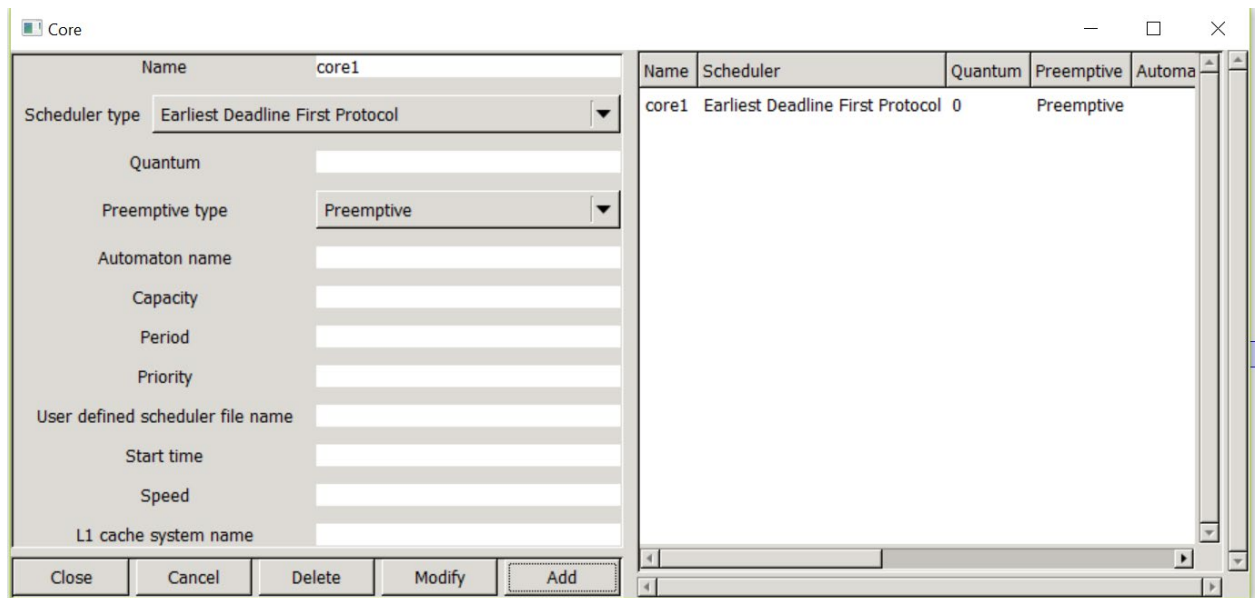 Core
Name core1
Scheduler type Earliest Deadline First Protocol
Quantum
Preemptive type Preemptive
Automaton name
Capacity
Period
Priority
User defined scheduler file name
Start time
Speed
L1 cache system name
Close Cancel Delete Modify Add
Name Scheduler Quantum Preemptive Automa
core1 Earliest Deadline First Protocol 0 Preemptive